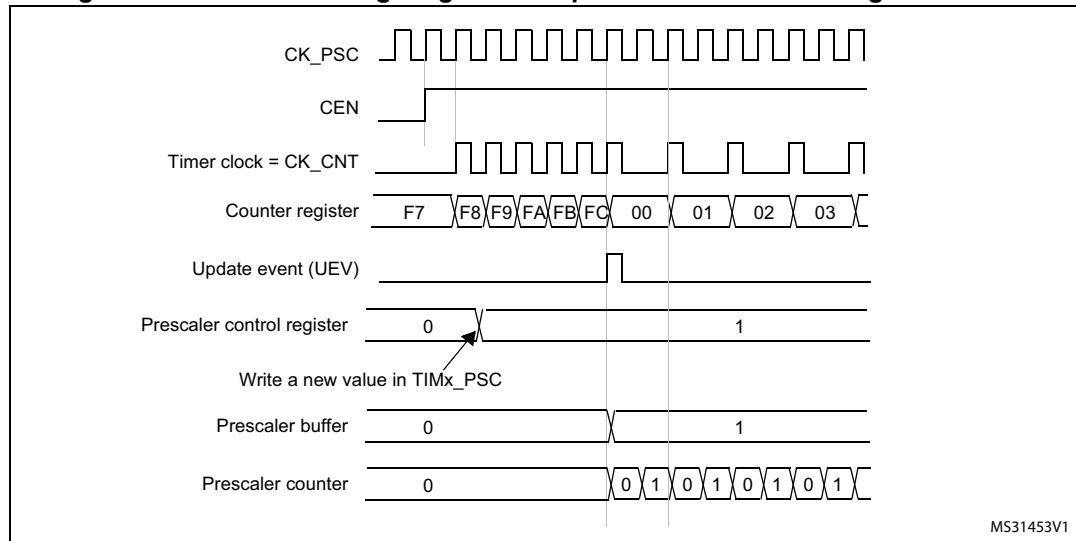 CK_PSC
CEN
Timer clock = CK_CNT
Counter register F7 F8 F9 FA FB FC 00 01 02 03
Update event (UEV)
Prescaler control register 0 1
Write a new value in TIMx_PSC
Prescaler buffer 0 1
Prescaler counter 0 0 1 0 1 0 1 0 1
MS31453V1